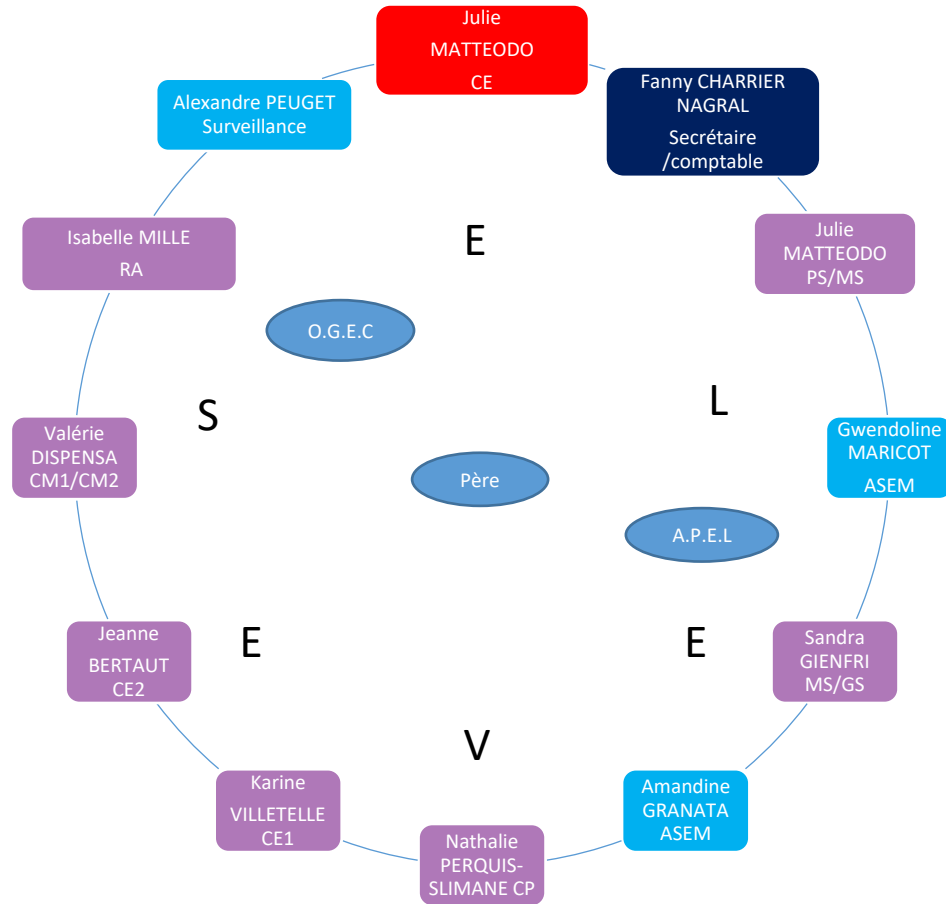 Julie
MATTEODO
CE
Fanny CHARRIER
NAGRAL
Secrétaire
/comptable
Alexandre PEUGET
Surveillance
Isabelle MILLE
RA
E
Julie
MATTEODO
PS/MS
O.G.E.C
S
L
Valérie
DISPENSA
CM1/CM2
Père
Gwendoline
MARICOT
ASEM
A.P.E.L
Jeanne
BERTAUT
CE2
E
E
Sandra
GIENFRI
MS/GS
V
Karine
VILLETELLE
CE1
Nathalie
PERQUIS-
SLIMANE CP
Amandine
GRANATA
ASEM